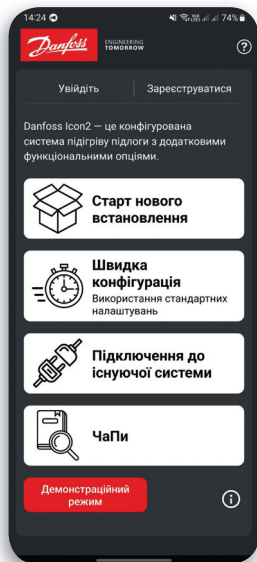 14:24
74%
Danfoss
ENGINEERING
TOMORROW
Увійдіть
Зареєструватися
Danfoss Icon2 — це конфігурована
система підігріву підлоги з додатковими
функціональними опціями.
Старт нового
встановлення
Швидка
конфігурація
Використання стандартних
налаштувань
Підключення до
існуючої системи
ЧаПи
Демонстраційний
режим